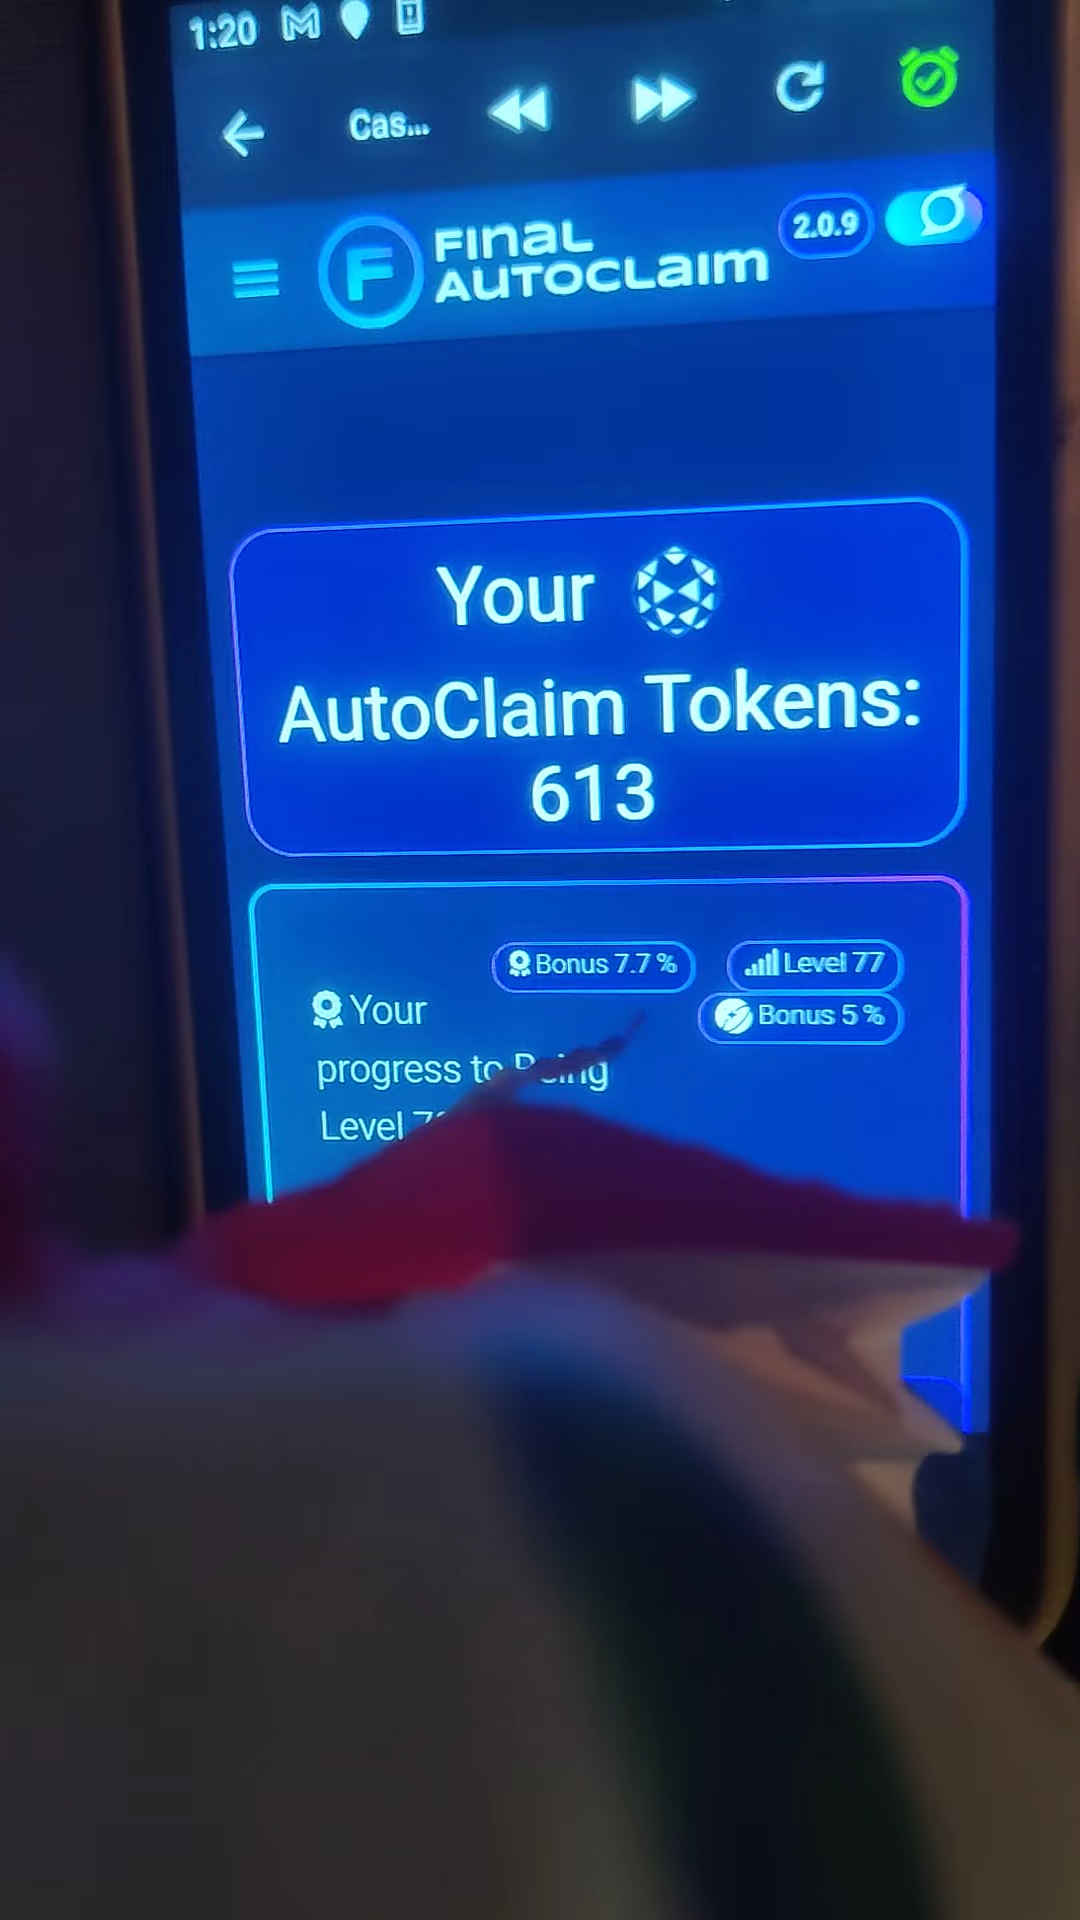 1:20
Cas...
FINAL
AUTOCLAIM
2.0.9
Your
AutoClaim Tokens:
613
Bonus 7.7 %
Level 77
Bonus 5 %
Your
progress to Being
Level